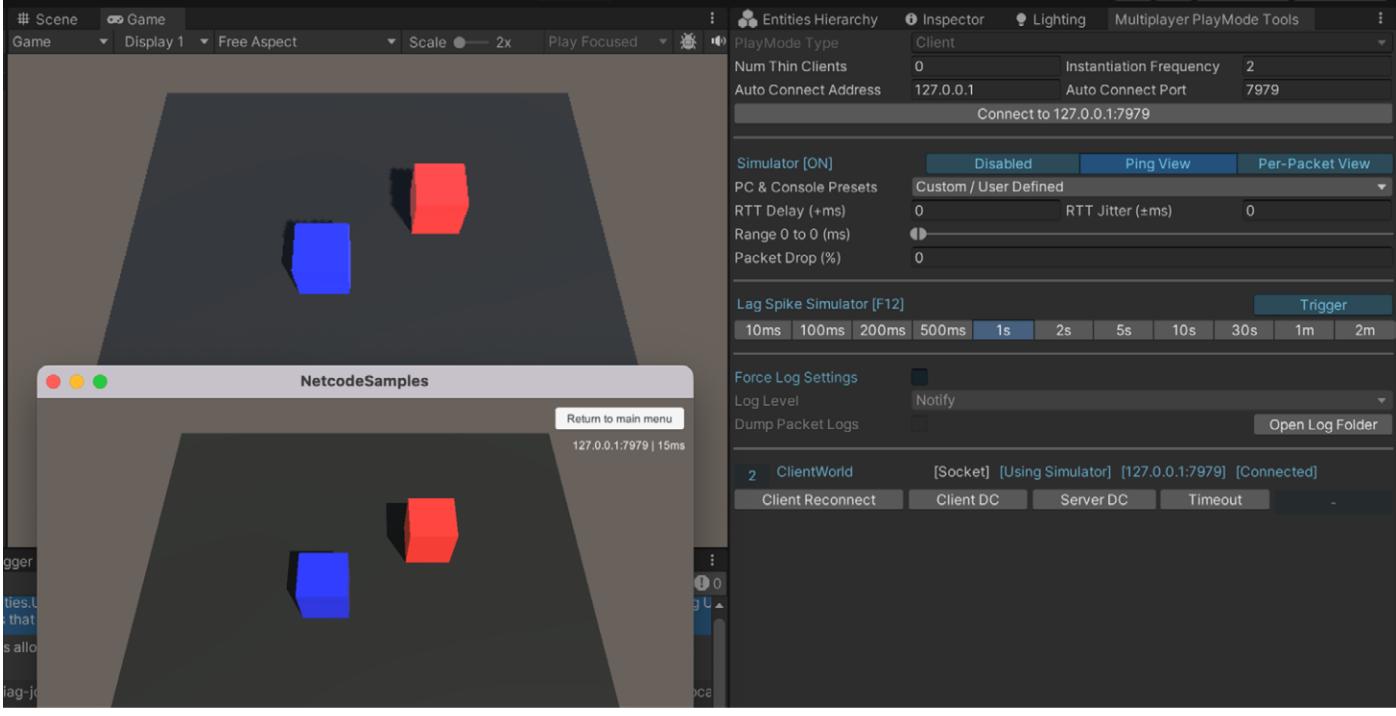 Scene Game
Game Display 1 Free Aspect Scale 2x Play Focused
Entities Hierarchy Inspector Lighting Multiplayer PlayMode Tools
PlayMode Type Client
Num Thin Clients 0 Instantiation Frequency 2
Auto Connect Address 127.0.0.1 Auto Connect Port 7979
Connect to 127.0.0.1:7979
Simulator [ON] Disabled Ping View Per-Packet View
PC & Console Presets Custom / User Defined
RTT Delay (+ms) 0 RTT Jitter (±ms) 0
Range 0 to 0 (ms)
Packet Drop (%) 0
Lag Spike Simulator [F12] Trigger
10ms 100ms 200ms 500ms 1s 2s 5s 10s 30s 1m 2m
Force Log Settings
Log Level Notify
Dump Packet Logs Open Log Folder
2 ClientWorld [Socket] [Using Simulator] [127.0.0.1:7979] [Connected]
Client Reconnect Client DC Server DC Timeout -
NetcodeSamples
Return to main menu
127.0.0.1:7979 | 15ms
gger
0
ties.U
g U
that
s allo
iag-jo
oca